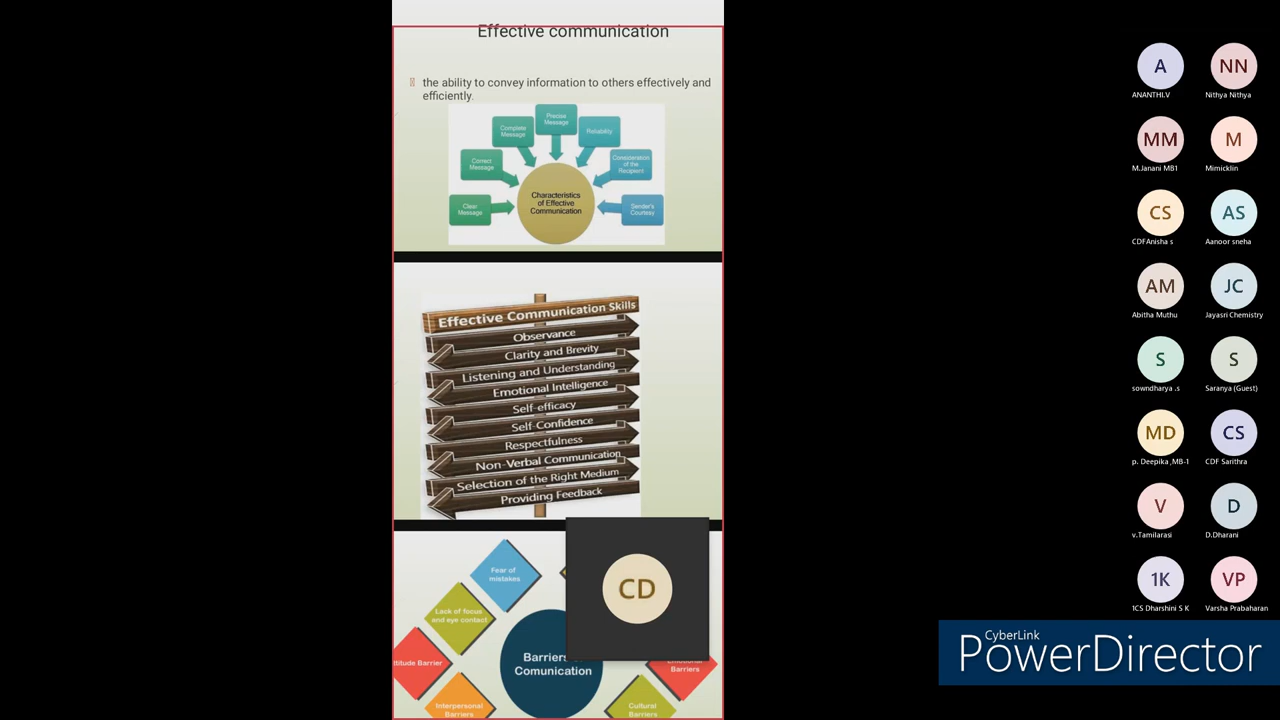 Effective communication
the ability to convey information to others effectively and
efficiently.
Precise
Message
Complete
Message
Reliability
Correct
Message
Consideration
of the
Recipient
Clear
Message
Characteristics
of Effective
Communication
Sender's
Courtesy
Effective Communication Skills
Observance
Clarity and Brevity
Listening and Understanding
Emotional Intelligence
Self-efficacy
Self-Confidence
Respectfulness
Non-Verbal Communication
Selection of the Right Medium
Providing Feedback
Fear of
mistakes
Lack of focus
and eye contact
ttitude Barrier
Interpersonal
Barriers
Barriers
Comunication
Barriers
Cultural
Barriers
CD
A
ANANTHI.V
NN
Nithya Nithya
MM
M.Janani MB1
M
Mimicklin
CS
CDFAnisha s
AS
Aanoor sneha
AM
Abitha Muthu
JC
Jayasri Chemistry
S
sowndharya .s
S
Saranya (Guest)
MD
p. Deepika ,MB-1
CS
CDF Sarithra
V
v.Tamilarasi
D
D.Dharani
1K
1CS Dharshini S K
VP
Varsha Prabaharan
CyberLink
PowerDirector